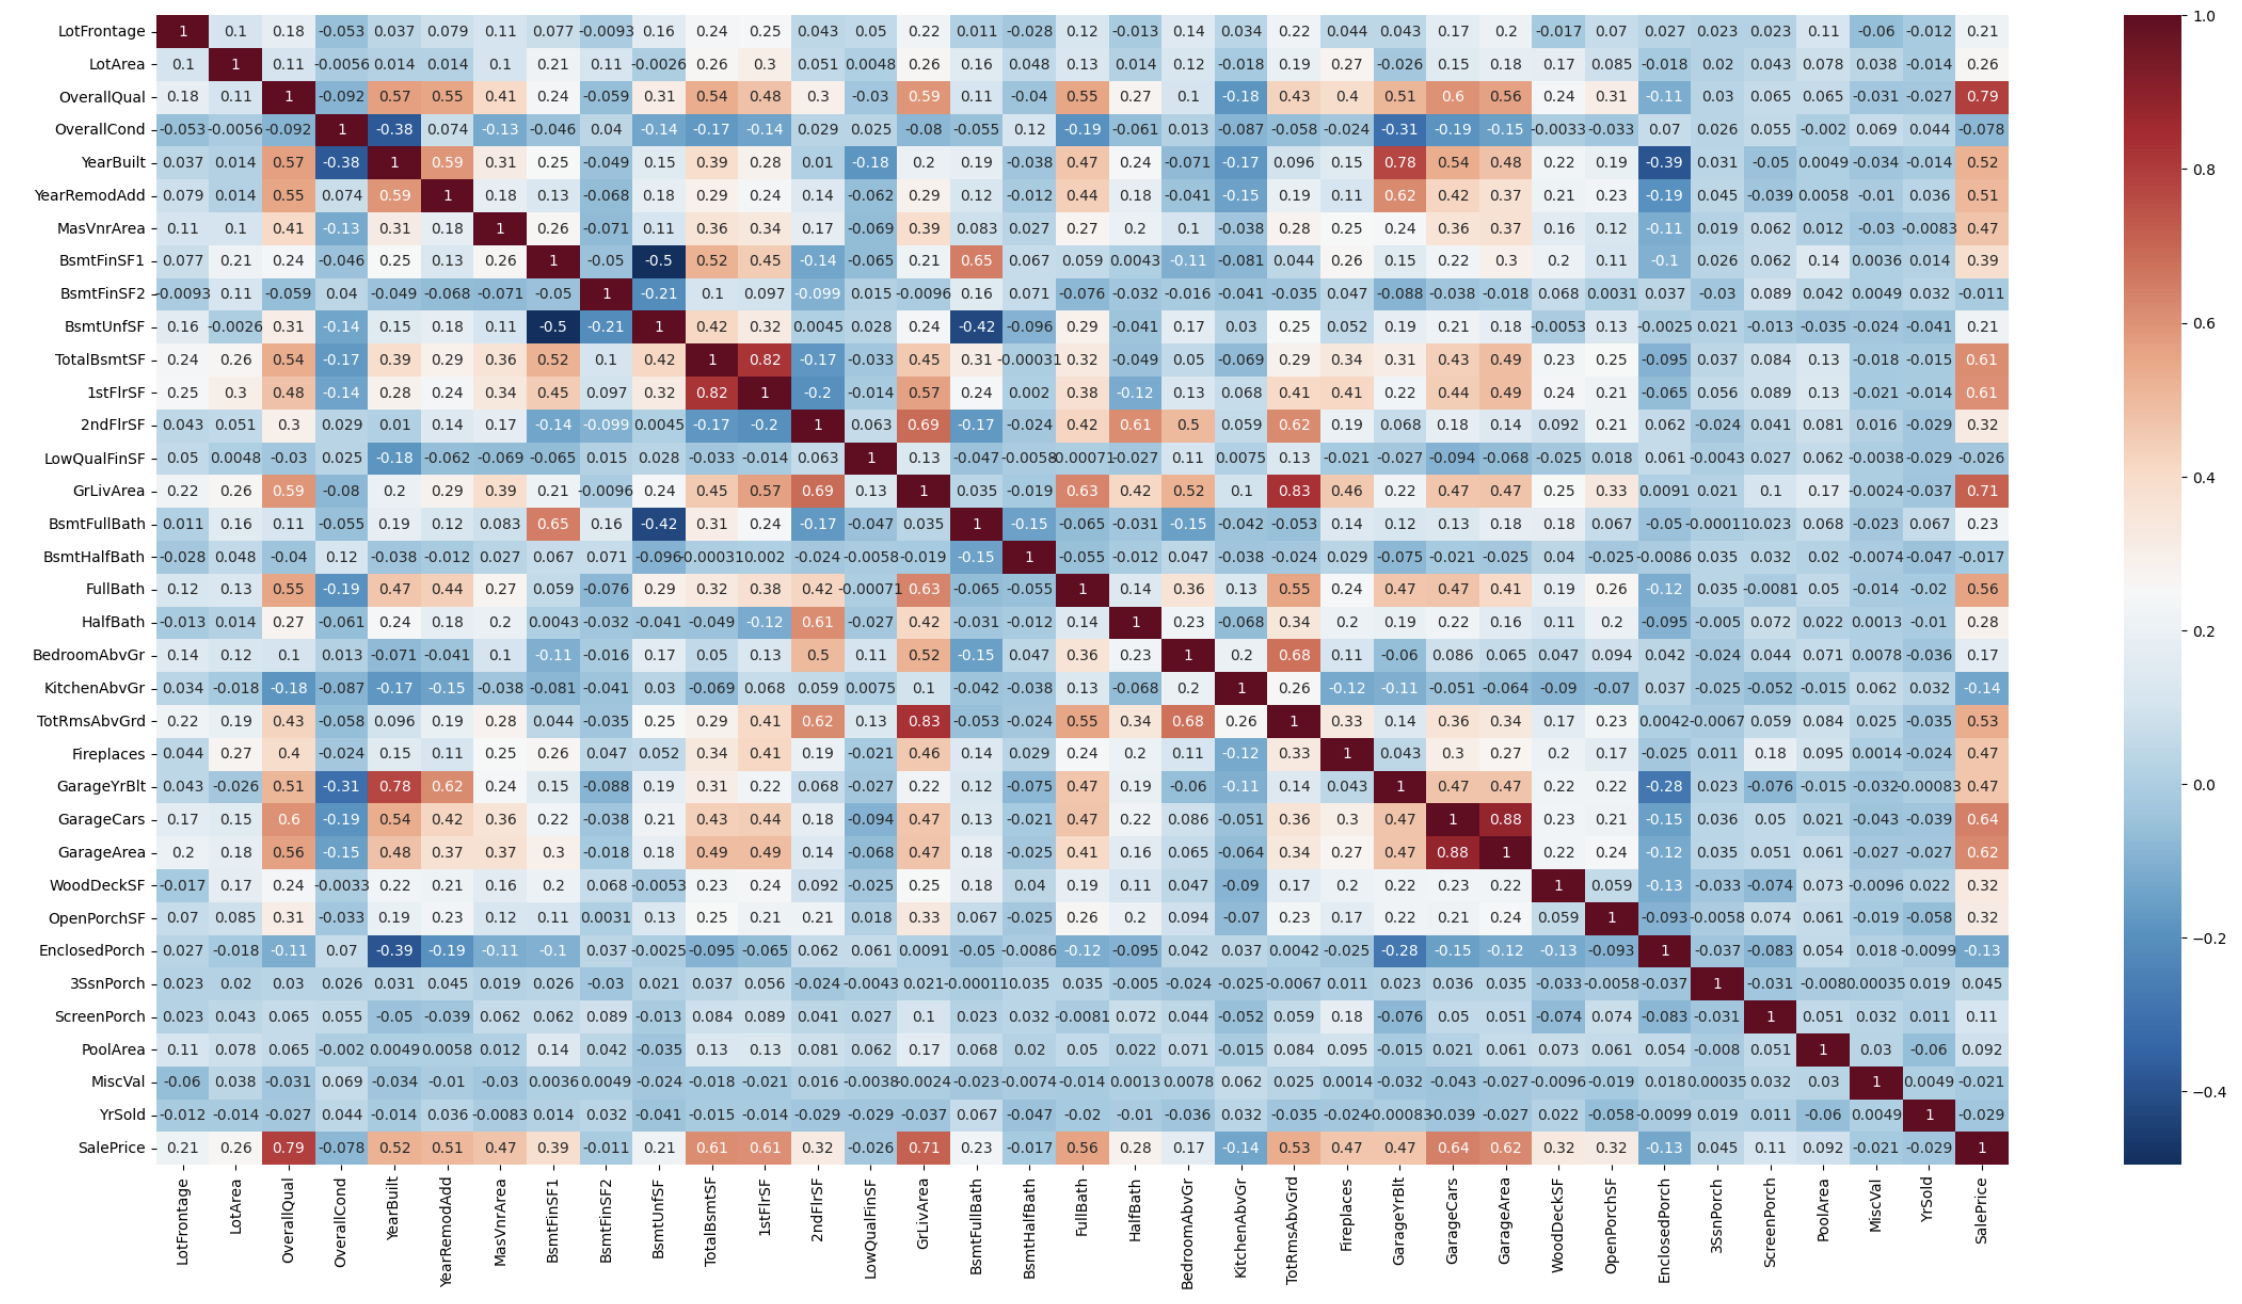 LotFrontage 1 0.1 0.18 -0.053 0.037 0.079 0.11 0.077 -0.0093 0.16 0.24 0.25 0.043 0.05 0.22 0.011 -0.028 0.12 -0.013 0.14 0.034 0.22 0.044 0.043 0.17 0.2 -0.017 0.07 0.027 0.023 0.023 0.11 -0.06 -0.012 0.21 1.0
LotArea 0.1 1 0.11 -0.0056 0.014 0.014 0.1 0.21 0.11 -0.0026 0.26 0.3 0.051 0.0048 0.26 0.16 0.048 0.13 0.014 0.12 -0.018 0.19 0.27 -0.026 0.15 0.18 0.17 0.085 -0.018 0.02 0.043 0.078 0.038 -0.014 0.26
OverallQual 0.18 0.11 1 -0.092 0.57 0.55 0.41 0.24 -0.059 0.31 0.54 0.48 0.3 -0.03 0.59 0.11 -0.04 0.55 0.27 0.1 -0.18 0.43 0.4 0.51 0.6 0.56 0.24 0.31 -0.11 0.03 0.065 0.065 -0.031 -0.027 0.79
OverallCond -0.053 -0.0056 -0.092 1 -0.38 0.074 -0.13 -0.046 0.04 -0.14 -0.17 -0.14 0.029 0.025 -0.08 -0.055 0.12 -0.19 -0.061 0.013 -0.087 -0.058 -0.024 -0.31 -0.19 -0.15 -0.0033 -0.033 0.07 0.026 0.055 -0.002 0.069 0.044 -0.078
YearBuilt 0.037 0.014 0.57 -0.38 1 0.59 0.31 0.25 -0.049 0.15 0.39 0.28 0.01 -0.18 0.2 0.19 -0.038 0.47 0.24 -0.071 -0.17 0.096 0.15 0.78 0.54 0.48 0.22 0.19 -0.39 0.031 -0.05 0.0049 -0.034 -0.014 0.52 0.8
YearRemodAdd 0.079 0.014 0.55 0.074 0.59 1 0.18 0.13 -0.068 0.18 0.29 0.24 0.14 -0.062 0.29 0.12 -0.012 0.44 0.18 -0.041 -0.15 0.19 0.11 0.62 0.42 0.37 0.21 0.23 -0.19 0.045 -0.039 0.0058 -0.01 0.036 0.51
MasVnrArea 0.11 0.1 0.41 -0.13 0.31 0.18 1 0.26 -0.071 0.11 0.36 0.34 0.17 -0.069 0.39 0.083 0.027 0.27 0.2 0.1 -0.038 0.28 0.25 0.24 0.36 0.37 0.16 0.12 -0.11 0.019 0.062 0.012 -0.03 -0.0083 0.47
BsmtFinSF1 0.077 0.21 0.24 -0.046 0.25 0.13 0.26 1 -0.05 -0.5 0.52 0.45 -0.14 -0.065 0.21 0.65 0.067 0.059 0.0043 -0.11 -0.081 0.044 0.26 0.15 0.22 0.3 0.2 0.11 -0.1 0.026 0.062 0.14 0.0036 0.014 0.39
BsmtFinSF2 -0.0093 0.11 -0.059 0.04 -0.049 -0.068 -0.071 -0.05 1 -0.21 0.1 0.097 -0.099 0.015 -0.0096 0.16 0.071 -0.076 -0.032 -0.016 -0.041 -0.035 0.047 -0.088 -0.038 -0.018 0.068 0.0031 0.037 -0.03 0.089 0.042 0.0049 0.032 -0.011
BsmtUnfSF 0.16 -0.0026 0.31 -0.14 0.15 0.18 0.11 -0.5 -0.21 1 0.42 0.32 0.0045 0.028 0.24 -0.42 -0.096 0.29 -0.041 0.17 0.03 0.25 0.052 0.19 0.21 0.18 -0.0053 0.13 -0.0025 0.021 -0.013 -0.035 -0.024 -0.041 0.21 0.6
TotalBsmtSF 0.24 0.26 0.54 -0.17 0.39 0.29 0.36 0.52 0.1 0.42 1 0.82 -0.17 -0.033 0.45 0.31 -0.00031 0.32 -0.049 0.05 -0.069 0.29 0.34 0.31 0.43 0.49 0.23 0.25 -0.095 0.037 0.084 0.13 -0.018 -0.015 0.61
1stFlrSF 0.25 0.3 0.48 -0.14 0.28 0.24 0.34 0.45 0.097 0.32 0.82 1 -0.2 -0.014 0.57 0.24 0.002 0.38 -0.12 0.13 0.068 0.41 0.41 0.22 0.44 0.49 0.24 0.21 -0.065 0.056 0.089 0.13 -0.021 -0.014 0.61
2ndFlrSF 0.043 0.051 0.3 0.029 0.01 0.14 0.17 -0.14 -0.099 0.0045 -0.17 -0.2 1 0.063 0.69 -0.17 -0.024 0.42 0.61 0.5 0.059 0.62 0.19 0.068 0.18 0.14 0.092 0.21 0.062 -0.024 0.041 0.081 0.016 -0.029 0.32
LowQualFinSF 0.05 0.0048 -0.03 0.025 -0.18 -0.062 -0.069 -0.065 0.015 0.028 -0.033 -0.014 0.063 1 0.13 -0.047 -0.0058 -0.00071 -0.027 0.11 0.0075 0.13 -0.021 -0.027 -0.094 -0.068 -0.025 0.018 0.061 -0.0043 0.027 0.062 -0.0038 -0.029 -0.026
GrLivArea 0.22 0.26 0.59 -0.08 0.2 0.29 0.39 0.21 -0.0096 0.24 0.45 0.57 0.69 0.13 1 0.035 -0.019 0.63 0.42 0.52 0.1 0.83 0.46 0.22 0.47 0.47 0.25 0.33 0.0091 0.021 0.1 0.17 -0.0024 -0.037 0.71 0.4
BsmtFullBath 0.011 0.16 0.11 -0.055 0.19 0.12 0.083 0.65 0.16 -0.42 0.31 0.24 -0.17 -0.047 0.035 1 -0.15 -0.065 -0.031 -0.15 -0.042 -0.053 0.14 0.12 0.13 0.18 0.18 0.067 -0.05 -0.00011 0.023 0.068 -0.023 0.067 0.23
BsmtHalfBath -0.028 0.048 -0.04 0.12 -0.038 -0.012 0.027 0.067 0.071 -0.096 -0.00031 0.002 -0.024 -0.0058 -0.019 -0.15 1 -0.055 -0.012 0.047 -0.038 -0.024 0.029 -0.075 -0.021 -0.025 0.04 -0.025 -0.0086 0.035 0.032 0.02 -0.0074 -0.047 -0.017
FullBath 0.12 0.13 0.55 -0.19 0.47 0.44 0.27 0.059 -0.076 0.29 0.32 0.38 0.42 -0.00071 0.63 -0.065 -0.055 1 0.14 0.36 0.13 0.55 0.24 0.47 0.47 0.41 0.19 0.26 -0.12 0.035 -0.0081 0.05 -0.014 -0.02 0.56
HalfBath -0.013 0.014 0.27 -0.061 0.24 0.18 0.2 0.0043 -0.032 -0.041 -0.049 -0.12 0.61 -0.027 0.42 -0.031 -0.012 0.14 1 0.23 -0.068 0.34 0.2 0.19 0.22 0.16 0.11 0.2 -0.095 -0.005 0.072 0.022 0.0013 -0.01 0.28 0.2
BedroomAbvGr 0.14 0.12 0.1 0.013 -0.071 -0.041 0.1 -0.11 -0.016 0.17 0.05 0.13 0.5 0.11 0.52 -0.15 0.047 0.36 0.23 1 0.2 0.68 0.11 -0.06 0.086 0.065 0.047 0.094 0.042 -0.024 0.044 0.071 0.0078 -0.036 0.17
KitchenAbvGr 0.034 -0.018 -0.18 -0.087 -0.17 -0.15 -0.038 -0.081 -0.041 0.03 -0.069 0.068 0.059 0.0075 0.1 -0.042 -0.038 0.13 -0.068 0.2 1 0.26 -0.12 -0.11 -0.051 -0.064 -0.09 -0.07 0.037 -0.025 -0.052 -0.015 0.062 0.032 -0.14
TotRmsAbvGrd 0.22 0.19 0.43 -0.058 0.096 0.19 0.28 0.044 -0.035 0.25 0.29 0.41 0.62 0.13 0.83 -0.053 -0.024 0.55 0.34 0.68 0.26 1 0.33 0.14 0.36 0.34 0.17 0.23 0.0042 -0.0067 0.059 0.084 0.025 -0.035 0.53
Fireplaces 0.044 0.27 0.4 -0.024 0.15 0.11 0.25 0.26 0.047 0.052 0.34 0.41 0.19 -0.021 0.46 0.14 0.029 0.24 0.2 0.11 -0.12 0.33 1 0.043 0.3 0.27 0.2 0.17 -0.025 0.011 0.18 0.095 0.0014 -0.024 0.47
GarageYrBlt 0.043 -0.026 0.51 -0.31 0.78 0.62 0.24 0.15 -0.088 0.19 0.31 0.22 0.068 -0.027 0.22 0.12 -0.075 0.47 0.19 -0.06 -0.11 0.14 0.043 1 0.47 0.47 0.22 0.22 -0.28 0.023 -0.076 -0.015 -0.032 -0.00083 0.47 0.0
GarageCars 0.17 0.15 0.6 -0.19 0.54 0.42 0.36 0.22 -0.038 0.21 0.43 0.44 0.18 -0.094 0.47 0.13 -0.021 0.47 0.22 0.086 -0.051 0.36 0.3 0.47 1 0.88 0.23 0.21 -0.15 0.036 0.05 0.021 -0.043 -0.039 0.64
GarageArea 0.2 0.18 0.56 -0.15 0.48 0.37 0.37 0.3 -0.018 0.18 0.49 0.49 0.14 -0.068 0.47 0.18 -0.025 0.41 0.16 0.065 -0.064 0.34 0.27 0.47 0.88 1 0.22 0.24 -0.12 0.035 0.051 0.061 -0.027 -0.027 0.62
WoodDeckSF -0.017 0.17 0.24 -0.0033 0.22 0.21 0.16 0.2 0.068 -0.0053 0.23 0.24 0.092 -0.025 0.25 0.18 0.04 0.19 0.11 0.047 -0.09 0.17 0.2 0.22 0.23 0.22 1 0.059 -0.13 -0.033 -0.074 0.073 -0.0096 0.022 0.32
OpenPorchSF 0.07 0.085 0.31 -0.033 0.19 0.23 0.12 0.11 0.0031 0.13 0.25 0.21 0.21 0.018 0.33 0.067 -0.025 0.26 0.2 0.094 -0.07 0.23 0.17 0.22 0.21 0.24 0.059 1 -0.093 -0.0058 0.074 0.061 -0.019 -0.058 0.32
−0.2
EnclosedPorch 0.027 -0.018 -0.11 0.07 -0.39 -0.19 -0.11 -0.1 0.037 -0.0025 -0.095 -0.065 0.062 0.061 0.0091 -0.05 -0.0086 -0.12 -0.095 0.042 0.037 0.0042 -0.025 -0.28 -0.15 -0.12 -0.13 -0.093 1 -0.037 -0.083 0.054 0.018 -0.0099 -0.13
3SsnPorch 0.023 0.02 0.03 0.026 0.031 0.045 0.019 0.026 -0.03 0.021 0.037 0.056 -0.024 -0.0043 0.021 -0.00011 0.035 0.035 -0.005 -0.024 -0.025 -0.0067 0.011 0.023 0.036 0.035 -0.033 -0.0058 -0.037 1 -0.031 -0.008 0.00035 0.019 0.045
ScreenPorch 0.023 0.043 0.065 0.055 -0.05 -0.039 0.062 0.062 0.089 -0.013 0.084 0.089 0.041 0.027 0.1 0.023 0.032 -0.0081 0.072 0.044 -0.052 0.059 0.18 -0.076 0.05 0.051 -0.074 0.074 -0.083 -0.031 1 0.051 0.032 0.011 0.11
PoolArea 0.11 0.078 0.065 -0.002 0.0049 0.0058 0.012 0.14 0.042 -0.035 0.13 0.13 0.081 0.062 0.17 0.068 0.02 0.05 0.022 0.071 -0.015 0.084 0.095 -0.015 0.021 0.061 0.073 0.061 0.054 -0.008 0.051 1 0.03 -0.06 0.092
MiscVal -0.06 0.038 -0.031 0.069 -0.034 -0.01 -0.03 0.0036 0.0049 -0.024 -0.018 -0.021 0.016 -0.0038 -0.0024 -0.023 -0.0074 -0.014 0.0013 0.0078 0.062 0.025 0.0014 -0.032 -0.043 -0.027 -0.0096 -0.019 0.018 0.00035 0.032 0.03 1 0.0049 -0.021
−0.4
YrSold -0.012 -0.014 -0.027 0.044 -0.014 0.036 -0.0083 0.014 0.032 -0.041 -0.015 -0.014 -0.029 -0.029 -0.037 0.067 -0.047 -0.02 -0.01 -0.036 0.032 -0.035 -0.024 -0.00083 -0.039 -0.027 0.022 -0.058 -0.0099 0.019 0.011 -0.06 0.0049 1 -0.029
SalePrice 0.21 0.26 0.79 -0.078 0.52 0.51 0.47 0.39 -0.011 0.21 0.61 0.61 0.32 -0.026 0.71 0.23 -0.017 0.56 0.28 0.17 -0.14 0.53 0.47 0.47 0.64 0.62 0.32 0.32 -0.13 0.045 0.11 0.092 -0.021 -0.029 1
LotFrontage
LotArea
OverallQual
OverallCond
YearBuilt
YearRemodAdd
MasVnrArea
BsmtFinSF1
BsmtFinSF2
BsmtUnfSF
TotalBsmtSF
1stFlrSF
2ndFlrSF
LowQualFinSF
GrLivArea
BsmtFullBath
BsmtHalfBath
FullBath
HalfBath
BedroomAbvGr
KitchenAbvGr
TotRmsAbvGrd
Fireplaces
GarageYrBlt
GarageCars
GarageArea
WoodDeckSF
OpenPorchSF
EnclosedPorch
3SsnPorch
ScreenPorch
PoolArea
MiscVal
YrSold
SalePrice